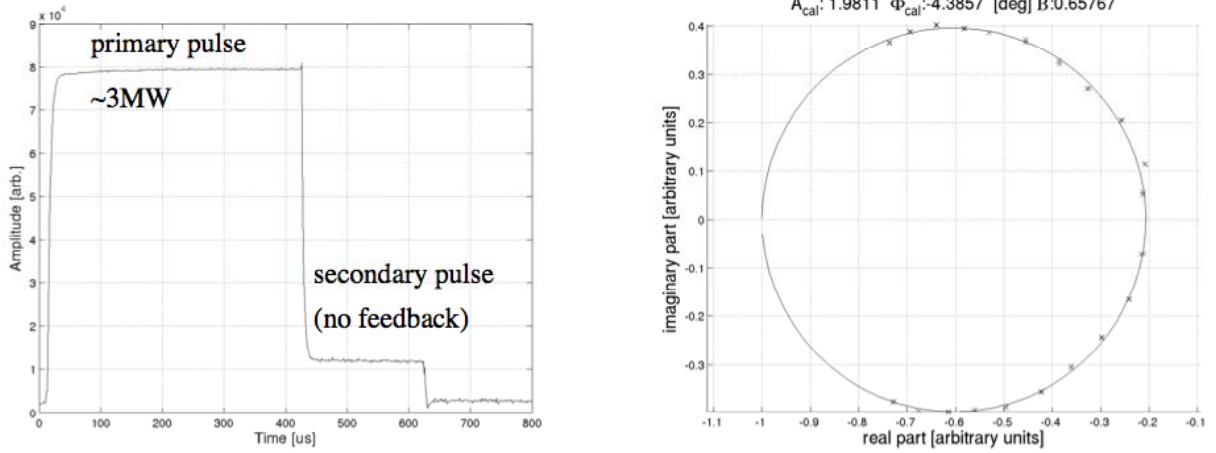 × 10⁴
9
8
7
6
5
4
3
2
1
0
Amplitude [arb.]
primary pulse
~3MW
secondary pulse
(no feedback)
0 100 200 300 400 500 600 700 800
Time [us]
A_cal: 1.9811 Φ_cal:-4.3857 [deg] B:0.65767
0.4
0.3
0.2
0.1
0
-0.1
-0.2
-0.3
imaginary part [arbitrary units]
-1.1 -1 -0.9 -0.8 -0.7 -0.6 -0.5 -0.4 -0.3 -0.2 -0.1
real part [arbitrary units]